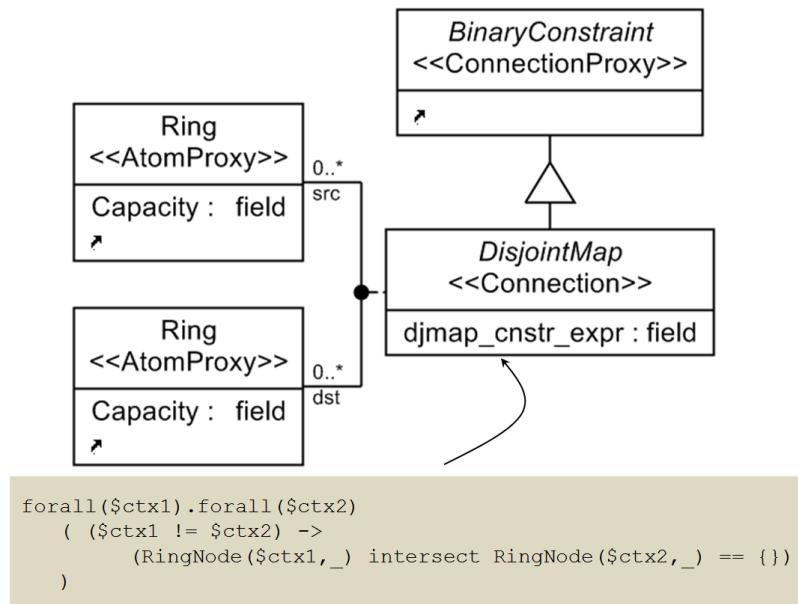 BinaryConstraint
<<ConnectionProxy>>
Ring
<<AtomProxy>>
Capacity : field
0..*
src
DisjointMap
<<Connection>>
djmap_cnstr_expr : field
Ring
<<AtomProxy>>
Capacity : field
0..*
dst
forall($ctx1).forall($ctx2)
( ($ctx1 != $ctx2) ->
(RingNode($ctx1,_) intersect RingNode($ctx2,_) == {})
)